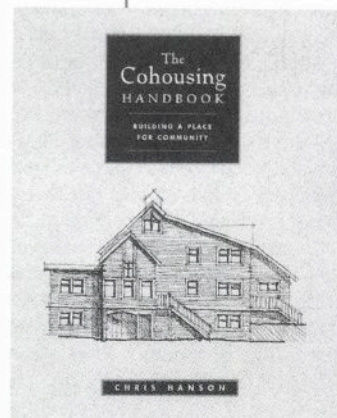 The
Cohousing
HANDBOOK
BUILDING A PLACE
FOR COMMUNITY
CHRIS HANSON